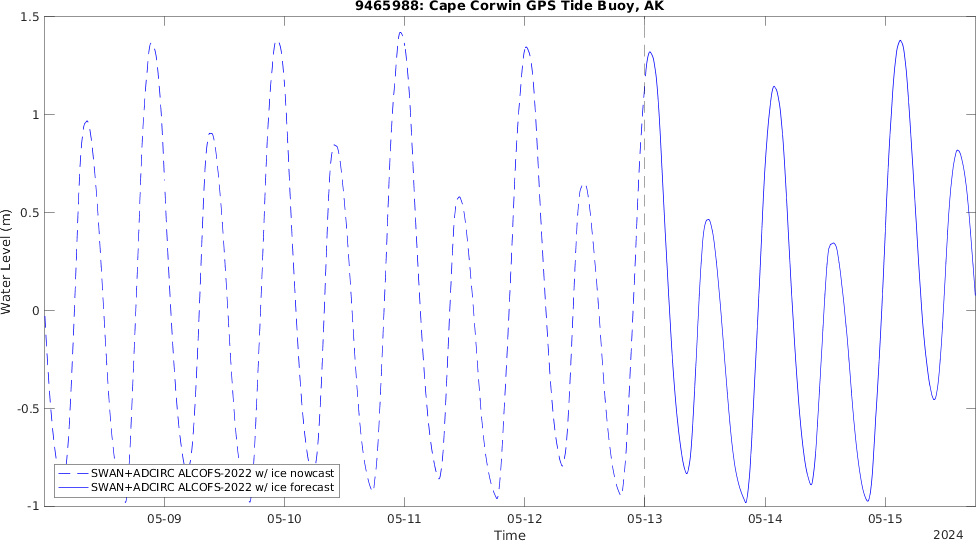 9465988: Cape Corwin GPS Tide Buoy, AK
Water Level (m)
1.5
1
0.5
0
-0.5
-1
SWAN+ADCIRC ALCOFS-2022 w/ ice nowcast
SWAN+ADCIRC ALCOFS-2022 w/ ice forecast
05-09 05-10 05-11 05-12 05-13 05-14 05-15
Time
2024